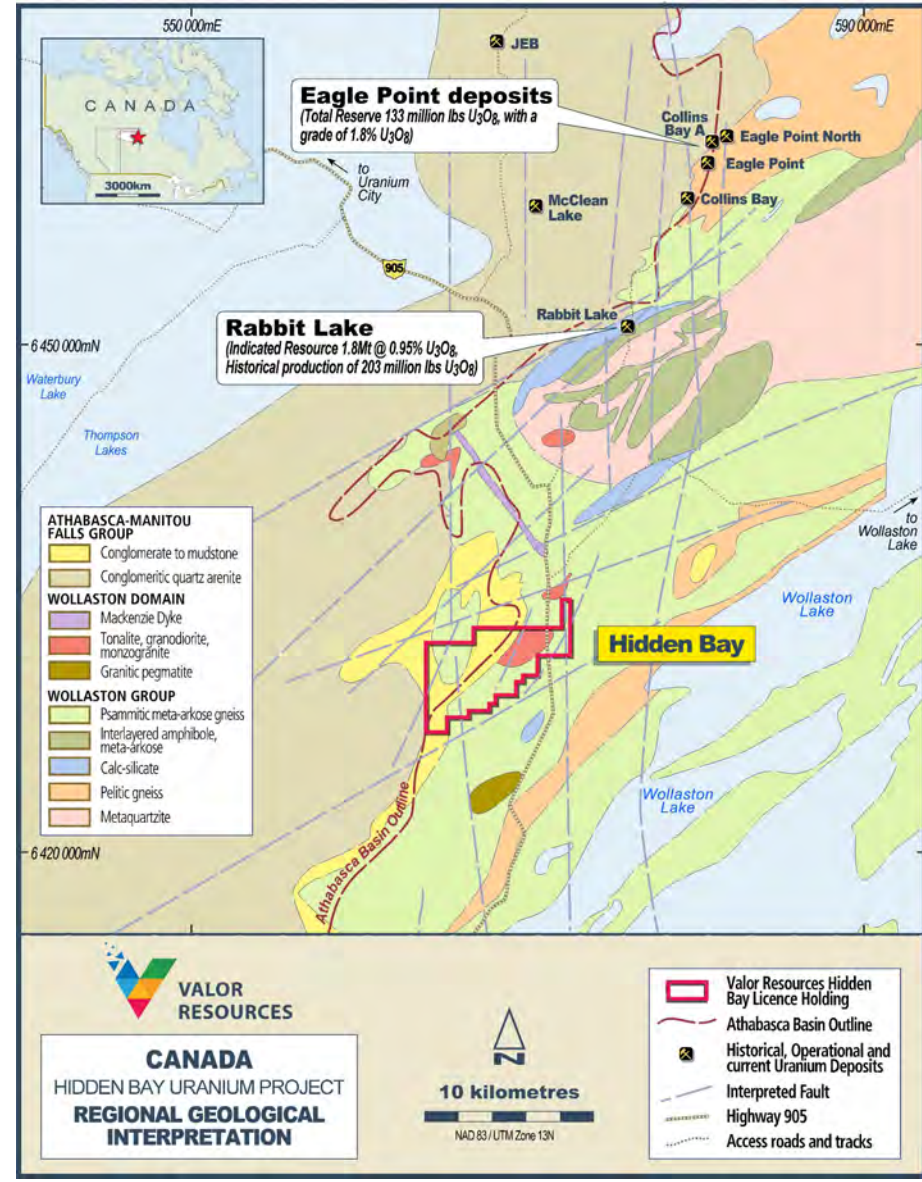 550 000mE
590 000mE
CANADA
3000km
JEB
Eagle Point deposits
(Total Reserve 133 million lbs U3O8, with a
grade of 1.8% U3O8)
Collins
Bay A
Eagle Point North
Eagle Point
Collins Bay
to
Uranium
City
McClean
Lake
905
Rabbit Lake
Rabbit Lake
(Indicated Resource 1.8Mt @ 0.95% U3O8,
Historical production of 203 million lbs U3O8)
6 450 000mN
Waterbury
Lake
Thompson
Lakes
to
Wollaston
Lake
Wollaston
Lake
Hidden Bay
Wollaston
Lake
ATHABASCA-MANITOU
FALLS GROUP
Conglomerate to mudstone
Conglomeritic quartz arenite
WOLLASTON DOMAIN
Mackenzie Dyke
Tonalite, granodiorite,
monzogranite
Granitic pegmatite
WOLLASTON GROUP
Psammitic meta-arkose gneiss
Interlayered amphibole,
meta-arkose
Calc-silicate
Pelitic gneiss
Metaquartzite
6 420 000mN
Athabasca Basin Outline
VALOR
RESOURCES
CANADA
HIDDEN BAY URANIUM PROJECT
REGIONAL GEOLOGICAL
INTERPRETATION
N
10 kilometres
NAD 83 / UTM Zone 13N
Valor Resources Hidden
Bay Licence Holding
Athabasca Basin Outline
Historical, Operational and
current Uranium Deposits
Interpreted Fault
Highway 905
Access roads and tracks